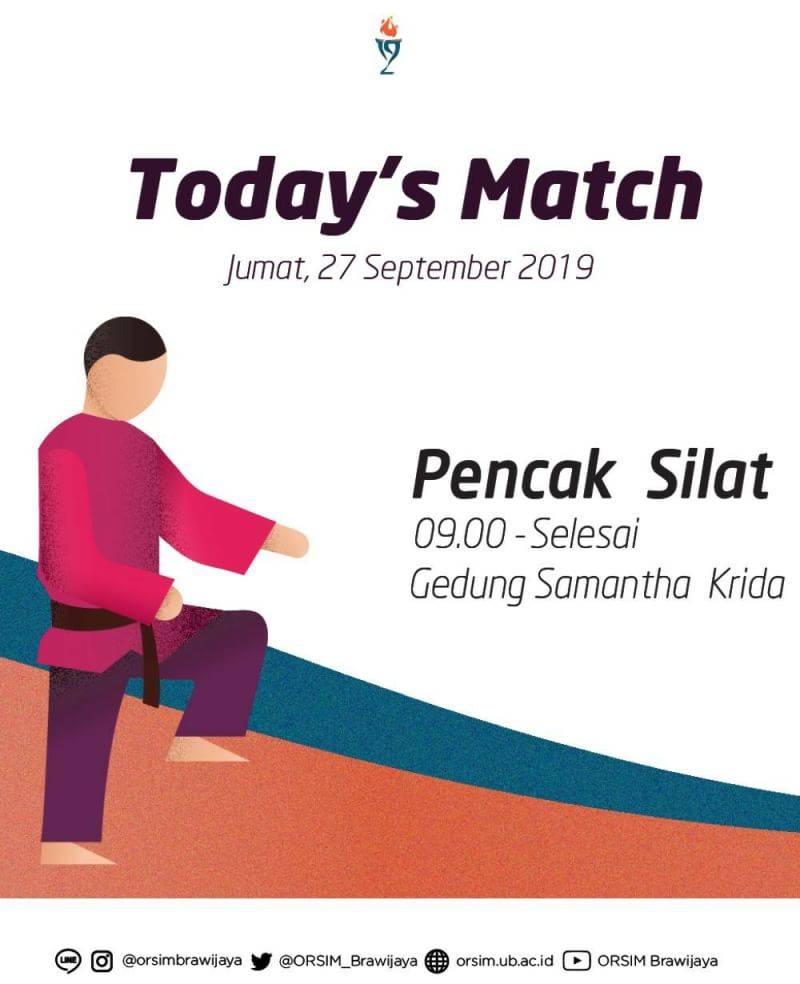 Today's Match
Jumat, 27 September 2019
Pencak Silat
09.00 - Selesai
Gedung Samantha Krida
LINE @orsimbrawijaya @ORSIM_Brawijaya orsim.ub.ac.id ORSIM Brawijaya